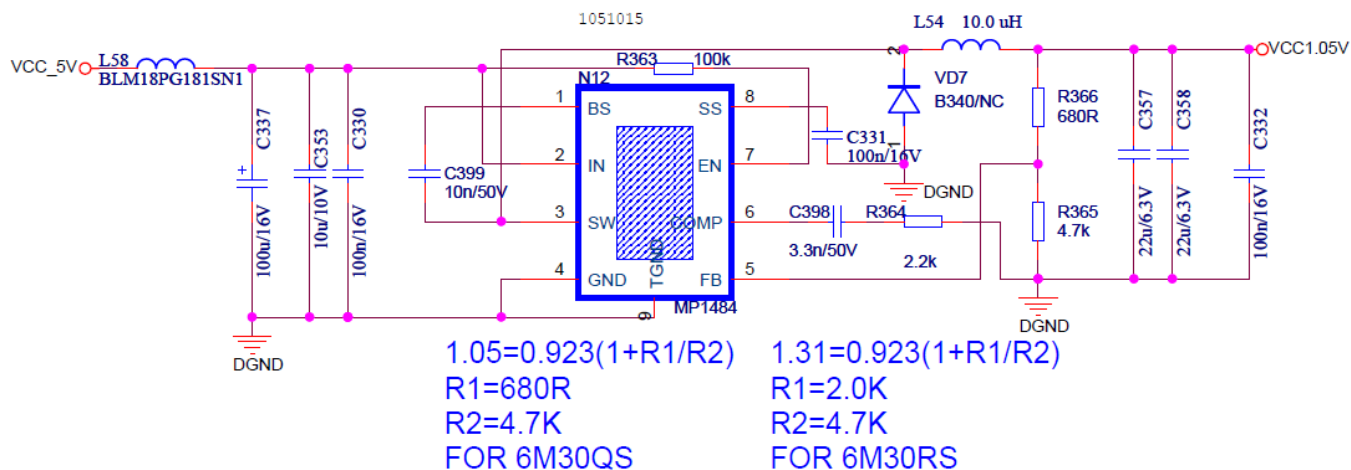 1051015
L54 10.0 uH
VCC_5V
L58
BLM18PG181SN1
VCC1.05V
R363 100k
N12
2
VD7
B340/NC
1
R366
680R
C337
100u/16V
+
C353
10u/10V
C330
100n/16V
C399
10n/50V
1 BS
2 IN
3 SW
4 GND
SS 8
EN 7
COMP 6
FB 5
TGND
9
MP1484
C331
100n/16V
DGND
C398
3.3n/50V
R364
2.2k
R365
4.7k
C357
22u/6.3V
C358
22u/6.3V
C332
100n/16V
DGND
DGND
1.05=0.923(1+R1/R2)
R1=680R
R2=4.7K
FOR 6M30QS
1.31=0.923(1+R1/R2)
R1=2.0K
R2=4.7K
FOR 6M30RS